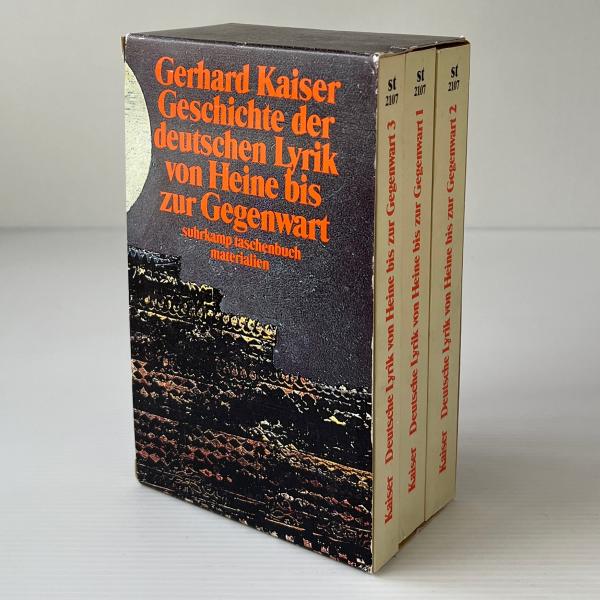 Gerhard Kaiser
Geschichte der
deutschen Lyrik
von Heine bis
zur Gegenwart
suhrkamp taschenbuch
materialien
st
2107
Kaiser Deutsche Lyrik von Heine bis zur Gegenwart 3
st
2107
Kaiser Deutsche Lyrik von Heine bis zur Gegenwart 1
st
2107
Kaiser Deutsche Lyrik von Heine bis zur Gegenwart 2